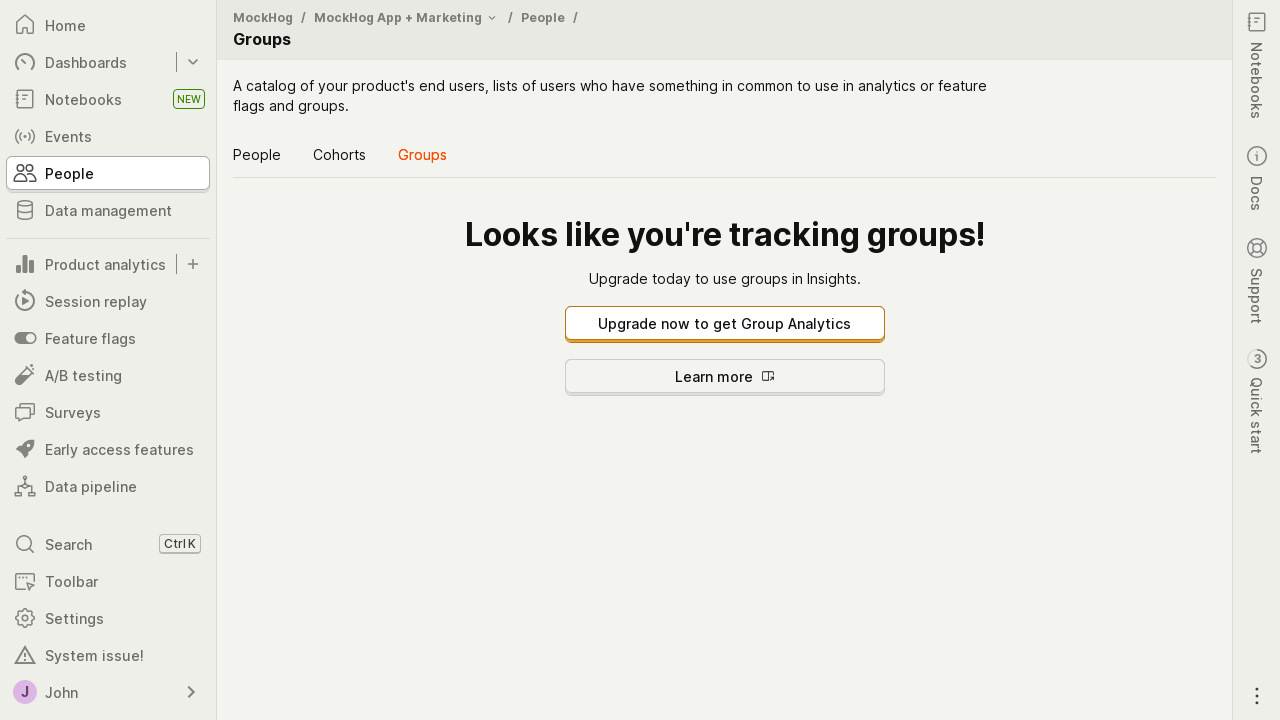 Home
Dashboards
Notebooks NEW
Events
People
Data management
Product analytics
Session replay
Feature flags
A/B testing
Surveys
Early access features
Data pipeline
Search Ctrl K
Toolbar
Settings
System issue!
J John
MockHog / MockHog App + Marketing / People /
Groups
A catalog of your product's end users, lists of users who have something in common to use in analytics or feature
flags and groups.
People Cohorts Groups
Looks like you're tracking groups!
Upgrade today to use groups in Insights.
Upgrade now to get Group Analytics
Learn more
Notebooks
Docs
Support
3 Quick start